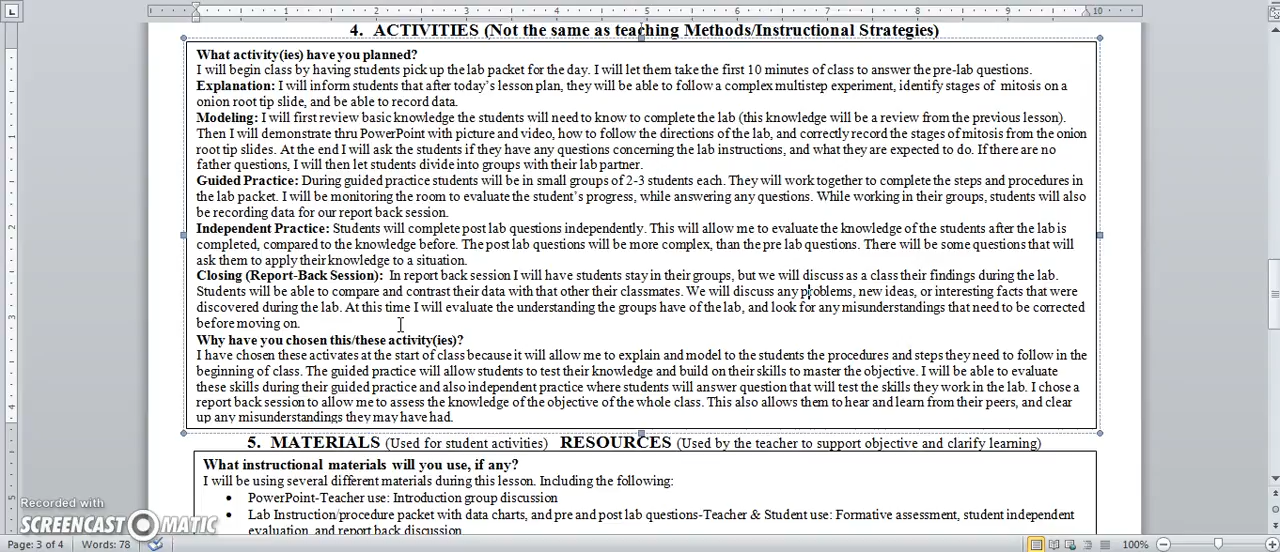 4. ACTIVITIES (Not the same as teaching Methods/Instructional Strategies)
What activity(ies) have you planned?
I will begin class by having students pick up the lab packet for the day. I will let them take the first 10 minutes of class to answer the pre-lab questions.
Explanation: I will inform students that after today's lesson plan, they will be able to follow a complex multistep experiment, identify stages of mitosis on a
onion root tip slide, and be able to record data.
Modeling: I will first review basic knowledge the students will need to know to complete the lab (this knowledge will be a review from the previous lesson).
Then I will demonstrate thru PowerPoint with picture and video, how to follow the directions of the lab, and correctly record the stages of mitosis from the onion
root tip slides. At the end I will ask the students if they have any questions concerning the lab instructions, and what they are expected to do. If there are no
father questions, I will then let students divide into groups with their lab partner.
Guided Practice: During guided practice students will be in small groups of 2-3 students each. They will work together to complete the steps and procedures in
the lab packet. I will be monitoring the room to evaluate the student's progress, while answering any questions. While working in their groups, students will also
be recording data for our report back session.
Independent Practice: Students will complete post lab questions independently. This will allow me to evaluate the knowledge of the students after the lab is
completed, compared to the knowledge before. The post lab questions will be more complex, than the pre lab questions. There will be some questions that will
ask them to apply their knowledge to a situation.
Closing (Report-Back Session): In report back session I will have students stay in their groups, but we will discuss as a class their findings during the lab.
Students will be able to compare and contrast their data with that other their classmates. We will discuss any problems, new ideas, or interesting facts that were
discovered during the lab. At this time I will evaluate the understanding the groups have of the lab, and look for any misunderstandings that need to be corrected
before moving on.
Why have you chosen this/these activity(ies)?
I have chosen these activates at the start of class because it will allow me to explain and model to the students the procedures and steps they need to follow in the
beginning of class. The guided practice will allow students to test their knowledge and build on their skills to master the objective. I will be able to evaluate
these skills during their guided practice and also independent practice where students will answer question that will test the skills they work in the lab. I chose a
report back session to allow me to assess the knowledge of the objective of the whole class. This also allows them to hear and learn from their peers, and clear
up any misunderstandings they may have had.
5. MATERIALS (Used for student activities) RESOURCES (Used by the teacher to support objective and clarify learning)
What instructional materials will you use, if any?
I will be using several different materials during this lesson. Including the following:
• PowerPoint-Teacher use: Introduction group discussion
• Lab Instruction/procedure packet with data charts, and pre and post lab questions-Teacher & Student use: Formative assessment, student independent
evaluation, and report back discussion
Recorded with
SCREENCAST-O-MATIC
Page: 3 of 4 Words: 78 100%